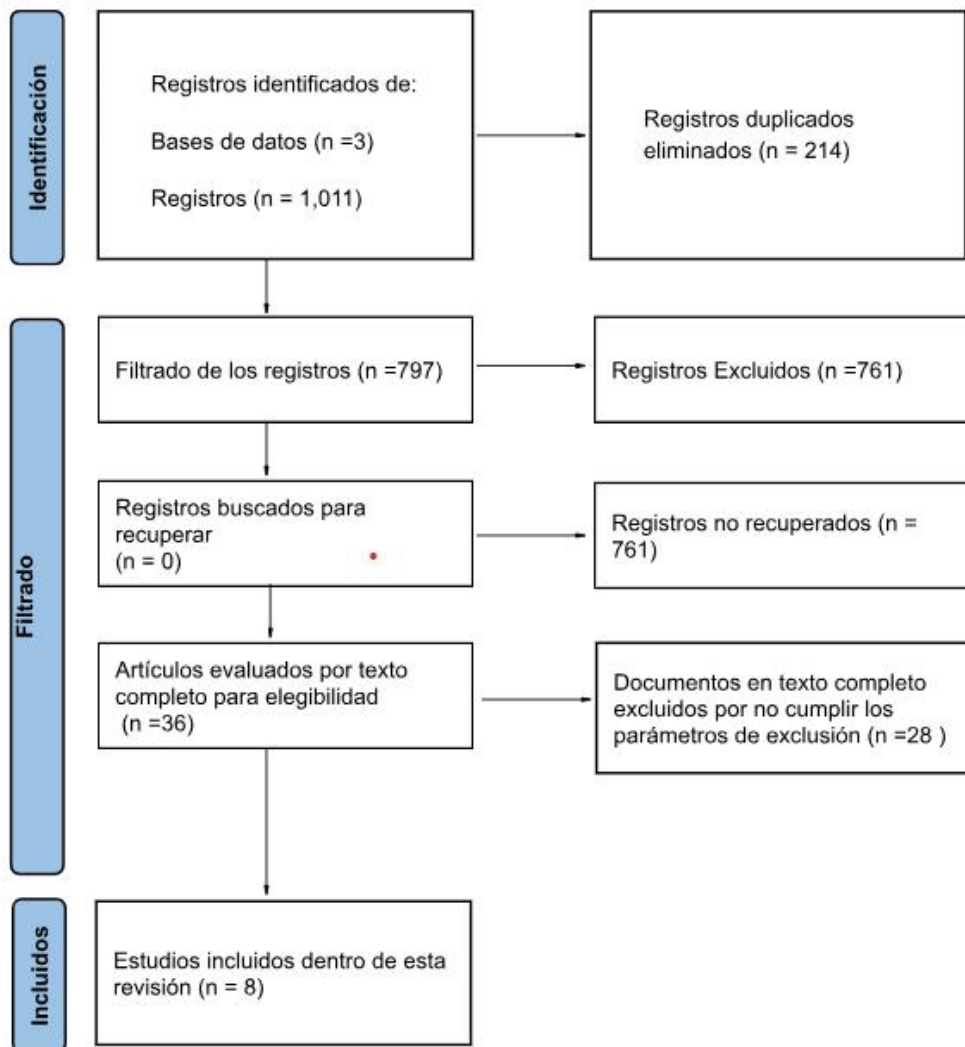 Identificación
Registros identificados de:
Bases de datos (n =3)
Registros (n = 1,011)
Registros duplicados
eliminados (n = 214)
Filtrado
Filtrado de los registros (n =797)
Registros Excluidos (n =761)
Registros buscados para
recuperar
(n = 0)
Registros no recuperados (n =
761)
Artículos evaluados por texto
completo para elegibilidad
(n =36)
Documentos en texto completo
excluidos por no cumplir los
parámetros de exclusión (n =28 )
Incluidos
Estudios incluidos dentro de esta
revisión (n = 8)